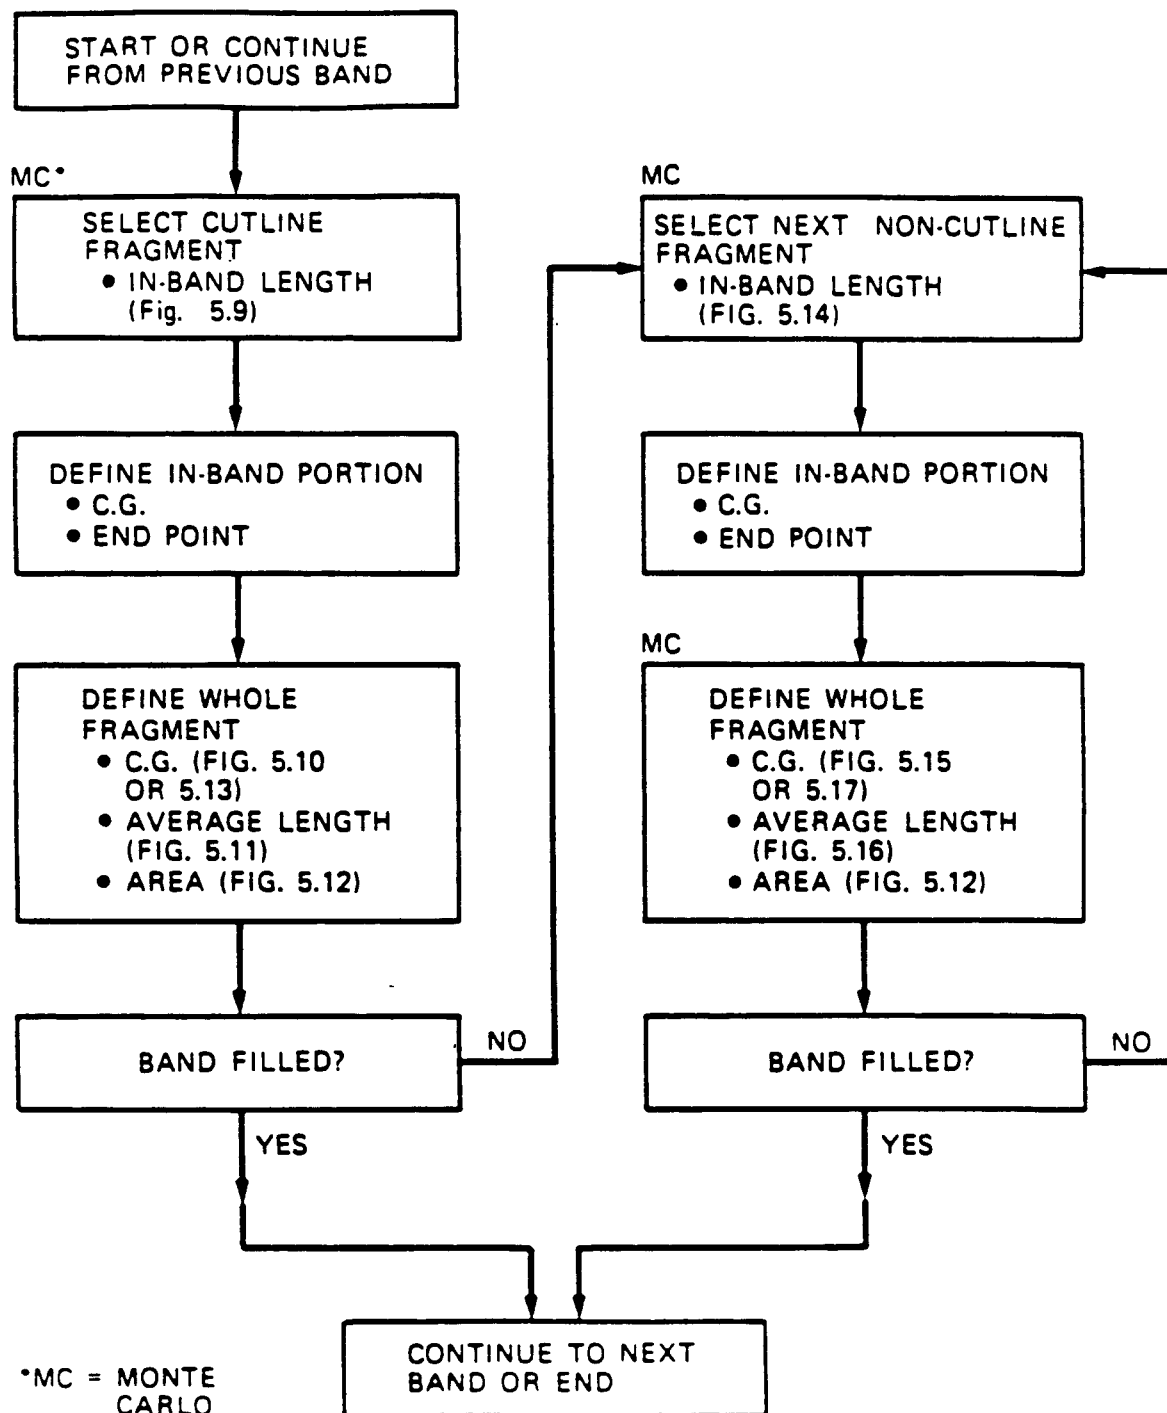 START OR CONTINUE
FROM PREVIOUS BAND
MC*
SELECT CUTLINE
FRAGMENT
• IN-BAND LENGTH
(Fig. 5.9)
DEFINE IN-BAND PORTION
• C.G.
• END POINT
DEFINE WHOLE
FRAGMENT
• C.G. (FIG. 5.10
OR 5.13)
• AVERAGE LENGTH
(FIG. 5.11)
• AREA (FIG. 5.12)
BAND FILLED?
NO
YES
MC
SELECT NEXT NON-CUTLINE
FRAGMENT
• IN-BAND LENGTH
(FIG. 5.14)
DEFINE IN-BAND PORTION
• C.G.
• END POINT
MC
DEFINE WHOLE
FRAGMENT
• C.G. (FIG. 5.15
OR 5.17)
• AVERAGE LENGTH
(FIG. 5.16)
• AREA (FIG. 5.12)
BAND FILLED?
NO
YES
CONTINUE TO NEXT
BAND OR END
*MC = MONTE
CARLO